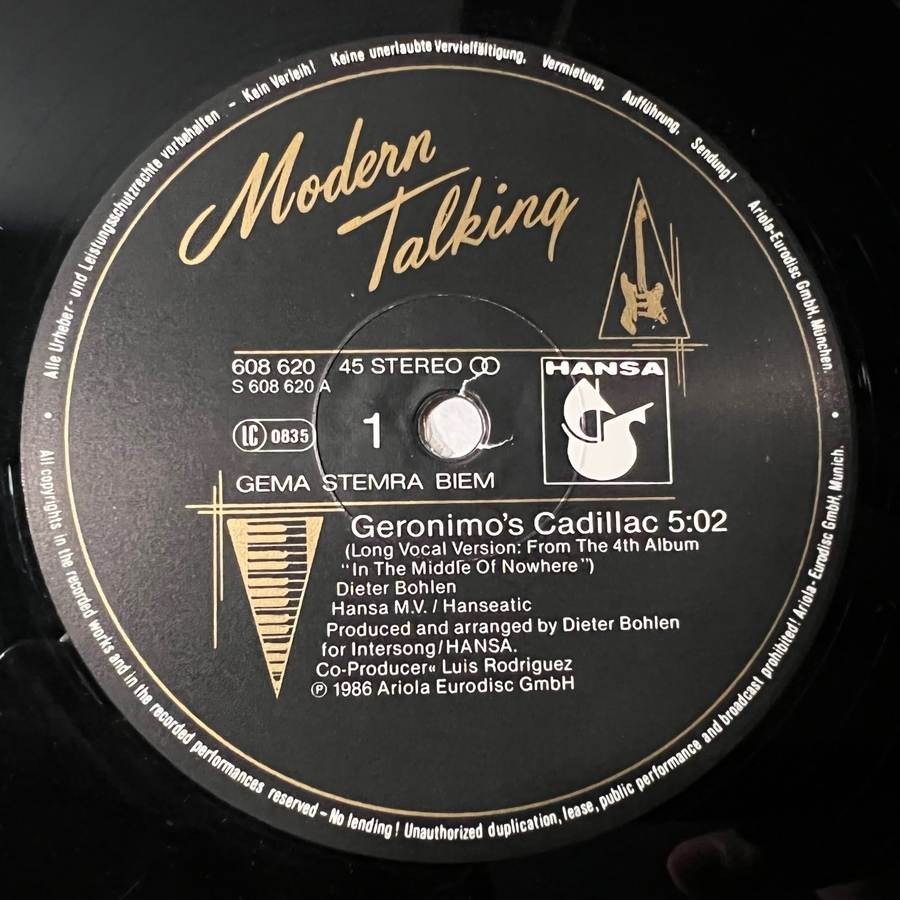 Alle Urheber- und Leistungsschutzrechte vorbehalten – Kein Verleih! Keine unerlaubte Vervielfältigung, Vermietung, Aufführung, Sendung!
Ariola-Eurodisc GmbH, München.
Modern
Talking
608 620 45 STEREO
S 608 620 A
HANSA
LC 0835
1
GEMA STEMRA BIEM
Geronimo's Cadillac 5:02
(Long Vocal Version: From The 4th Album
"In The Middle Of Nowhere")
Dieter Bohlen
Hansa M.V. / Hanseatic
Produced and arranged by Dieter Bohlen
for Intersong/HANSA.
Co-Producer« Luis Rodriguez
℗ 1986 Ariola Eurodisc GmbH
All copyrights in the recorded works and in the recorded performances reserved – No lending! Unauthorized duplication, lease, public performance and broadcast prohibited! Ariola-Eurodisc GmbH, Munich.